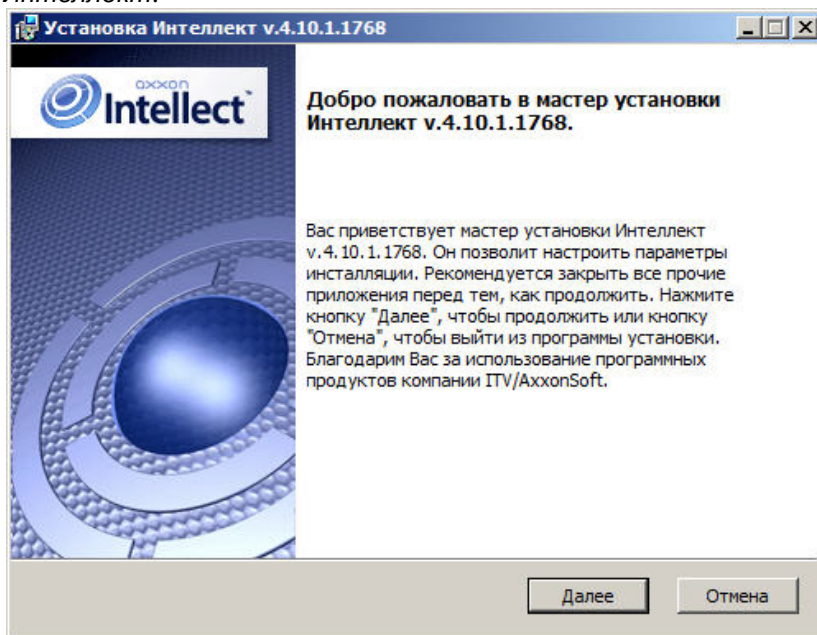 Интеллект.
Установка Интеллект v.4.10.1.1768
axxon
Intellect™
Добро пожаловать в мастер установки
Интеллект v.4.10.1.1768.
Вас приветствует мастер установки Интеллект
v.4.10.1.1768. Он позволит настроить параметры
инсталляции. Рекомендуется закрыть все прочие
приложения перед тем, как продолжить. Нажмите
кнопку "Далее", чтобы продолжить или кнопку
"Отмена", чтобы выйти из программы установки.
Благодарим Вас за использование программных
продуктов компании ITV/AxxonSoft.
Далее
Отмена